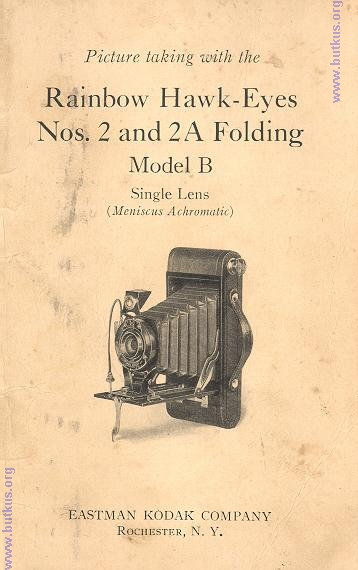 www.butkus.org
Picture taking with the
Rainbow Hawk-Eyes
Nos. 2 and 2A Folding
Model B
Single Lens
(Meniscus Achromatic)
EASTMAN KODAK COMPANY
ROCHESTER, N. Y.
www.butkus.org